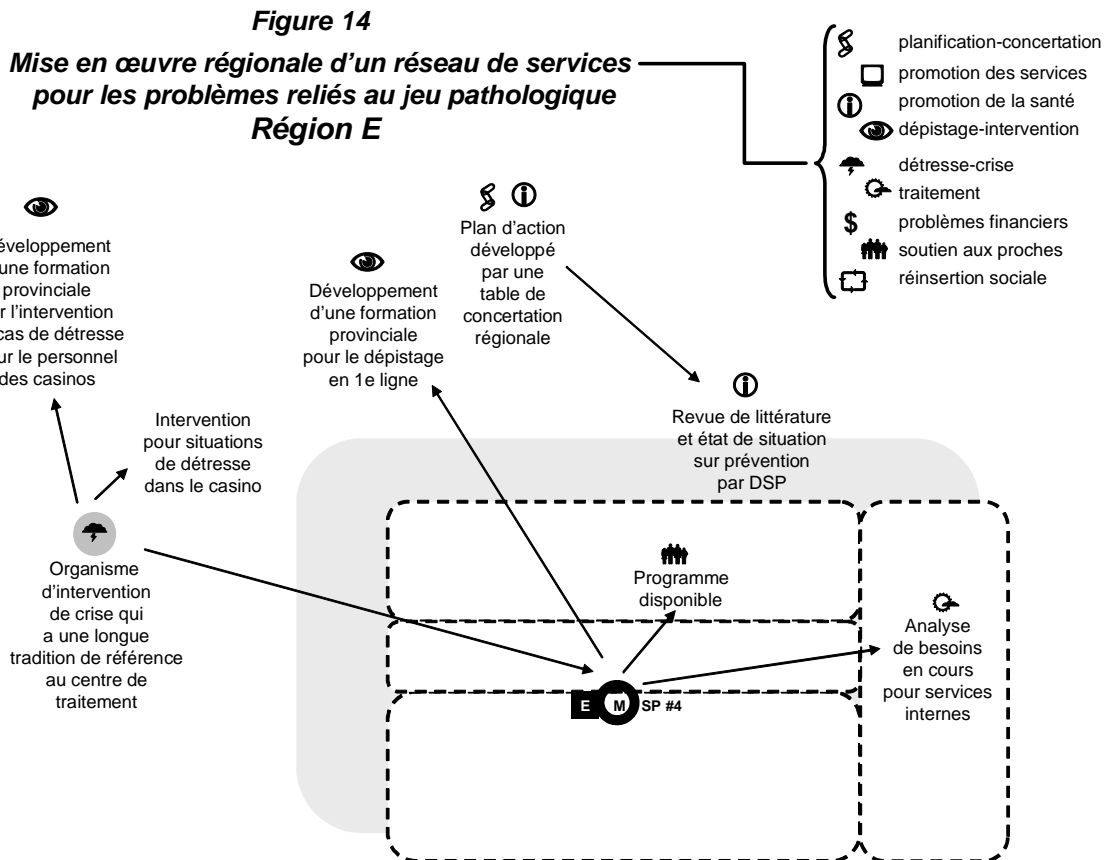 Figure 14
Mise en œuvre régionale d'un réseau de services
pour les problèmes reliés au jeu pathologique
Région E
planification-concertation
promotion des services
promotion de la santé
dépistage-intervention
détresse-crise
traitement
$ problèmes financiers
soutien aux proches
réinsertion sociale
éveloppement
une formation
provinciale
r l'intervention
cas de détresse
ur le personnel
des casinos
Développement
d'une formation
provinciale
pour le dépistage
en 1e ligne
Plan d'action
développé
par une
table de
concertation
régionale
Revue de littérature
et état de situation
sur prévention
par DSP
Intervention
pour situations
de détresse
dans le casino
Organisme
d'intervention
de crise qui
a une longue
tradition de référence
au centre de
traitement
Programme
disponible
Analyse
de besoins
en cours
pour services
internes
E M SP #4